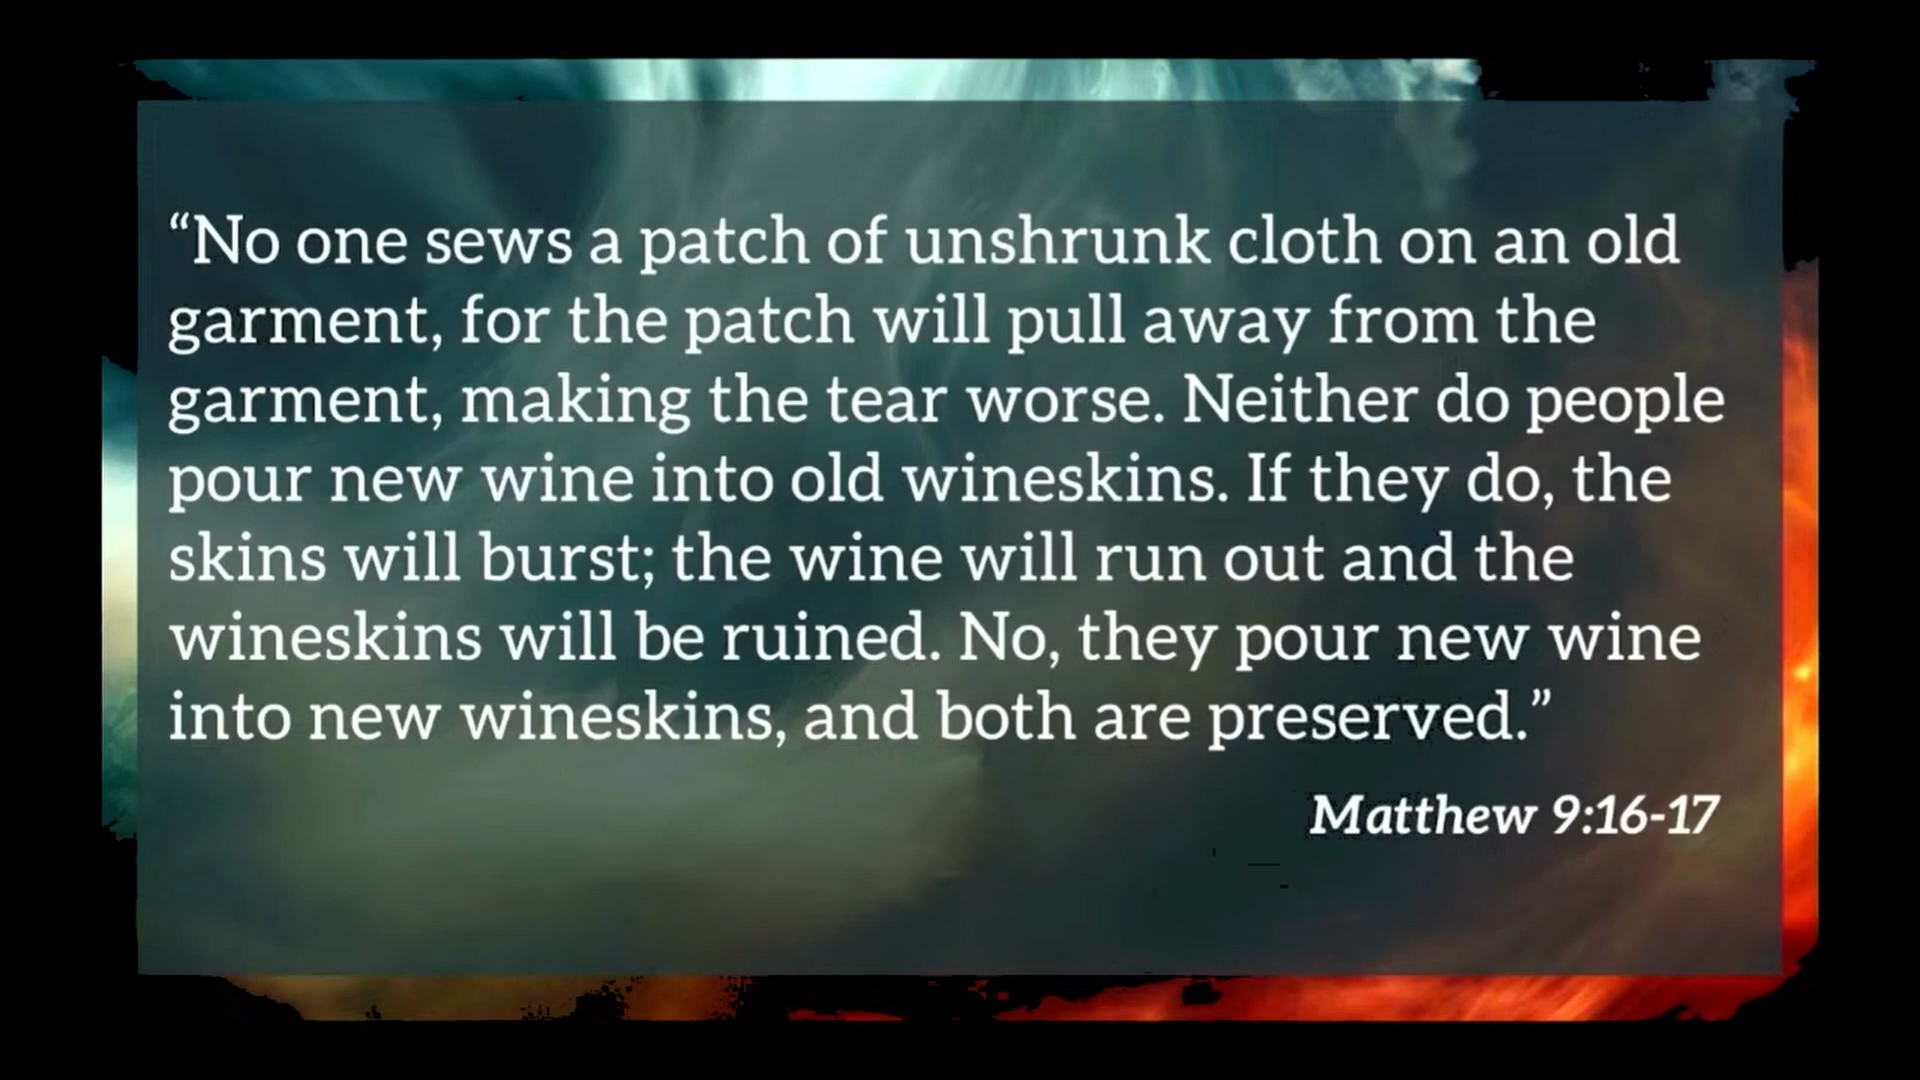 “No one sews a patch of unshrunk cloth on an old
garment, for the patch will pull away from the
garment, making the tear worse. Neither do people
pour new wine into old wineskins. If they do, the
skins will burst; the wine will run out and the
wineskins will be ruined. No, they pour new wine
into new wineskins, and both are preserved.”
Matthew 9:16-17